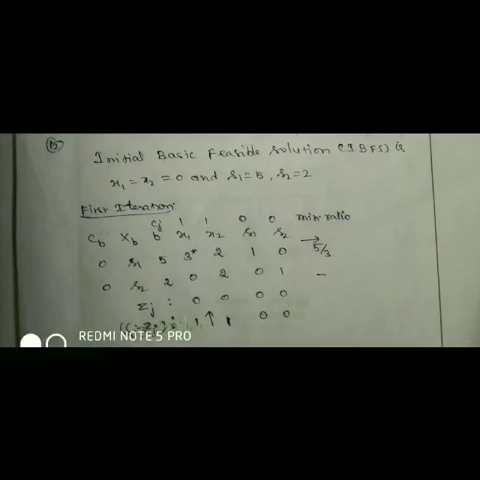 (15)
Initial Basic Feasible solution (IBFS) is
x₁ = x₂ = 0 and s₁ = 5, s₂ = 2
First Iteration:
Cj 1 1 0 0 min ratio
Cb Xb b x₁ x₂ s₁ s₂
0 s₁ 5 3* 2 1 0 → 5/3
0 s₂ 2 0 2 0 1 –
Zj : 0 0 0 0
(Cj-Zj) : 1 ↑ 1 0 0
REDMI NOTE 5 PRO